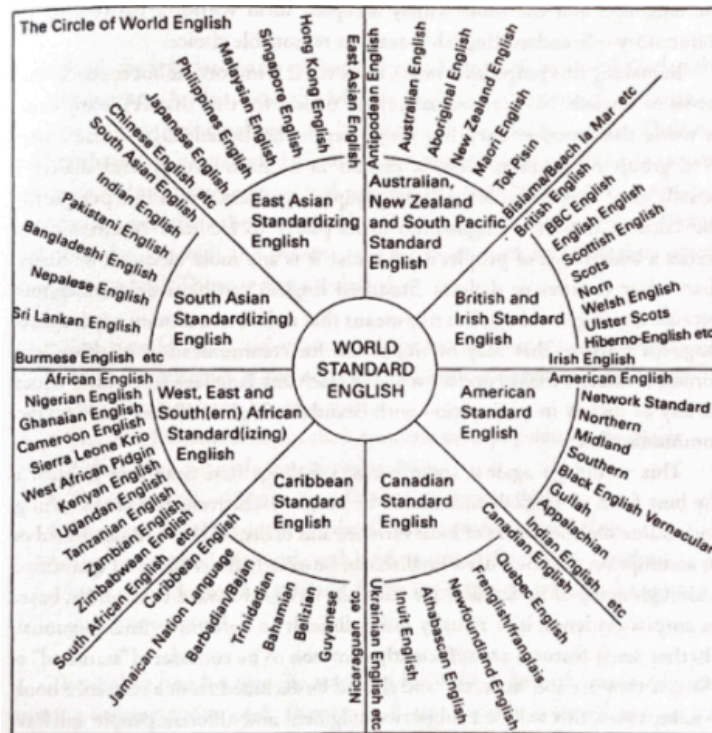 The Circle of World English
WORLD
STANDARD
ENGLISH
East Asian
Standardizing
English
East Asian English
Hong Kong English
Singapore English
Malaysian English
Philippines English
Japanese English
Chinese English, etc
Australian,
New Zealand
and South Pacific
Standard
English
Antipodean English
Australian English
Aboriginal English
New Zealand English
Maori English
Tok Pisin
Bislama/Beach la Mar, etc
British and
Irish Standard
English
British English
BBC English
English English
Scottish English
Scots
Norn
Welsh English
Ulster Scots
Hiberno-English, etc
Irish English
American
Standard
English
American English
Network Standard
Northern
Midland
Southern
Black English Vernacular
Gullah
Appalachian
Indian English, etc
Canadian
Standard
English
Canadian English
Quebec English
Frenglish/Franglais
Newfoundland English
Athabascan English
Inuit English
Ukrainian English, etc
Caribbean
Standard
English
Caribbean English
Jamaican Nation Language
Barbadian/Bajan
Trinidadian
Bahamian
Belizean
Guyanese
Nicaraguan, etc
West, East and
South(ern) African
Standard(izing)
English
African English
Nigerian English
Ghanaian English
Cameroon English
Sierra Leone Krio
West African Pidgin
Kenyan English
Ugandan English
Tanzanian English
Zambian English
Zimbabwean English
South African English, etc
South Asian
Standard(izing)
English
South Asian English
Indian English
Pakistani English
Bangladeshi English
Nepalese English
Sri Lankan English
Burmese English etc